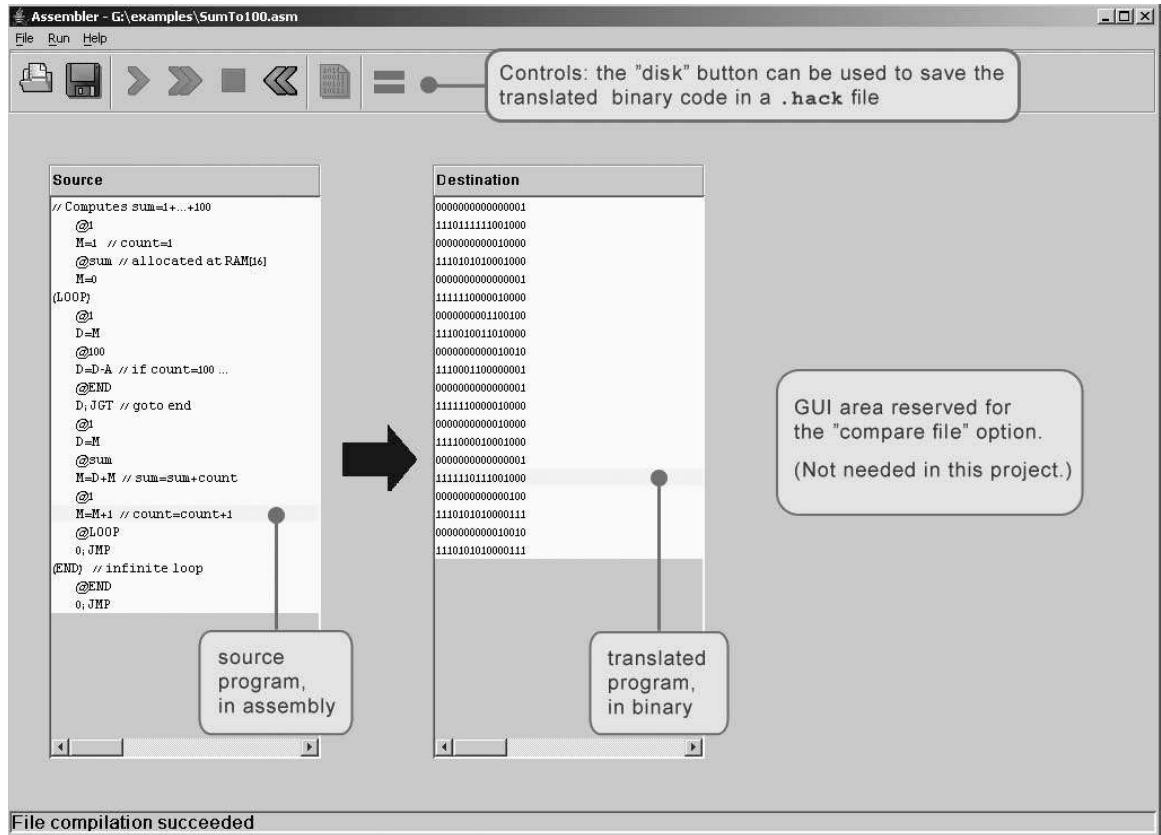 Assembler - G:\examples\SumTo100.asm
File Run Help
Controls: the "disk" button can be used to save the
translated binary code in a .hack file
Source
// Computes sum=1+...+100
@1
M=1 // count=1
@sum // allocated at RAM[16]
M=0
(LOOP)
@1
D=M
@100
D=D-A // if count=100 ...
@END
D;JGT // goto end
@1
D=M
@sum
M=D+M // sum=sum+count
@1
M=M+1 // count=count+1
@LOOP
0;JMP
(END) // infinite loop
@END
0;JMP
source
program,
in assembly
Destination
0000000000000001
1110111111001000
0000000000010000
1110101010001000
0000000000000001
1111110000010000
0000000001100100
1110010011010000
0000000000010010
1110001100000001
0000000000000001
1111110000010000
0000000000010000
1111000010001000
0000000000000001
1111110111001000
0000000000000100
1110101010000111
0000000000010010
1110101010000111
translated
program,
in binary
GUI area reserved for
the "compare file" option.
(Not needed in this project.)
File compilation succeeded